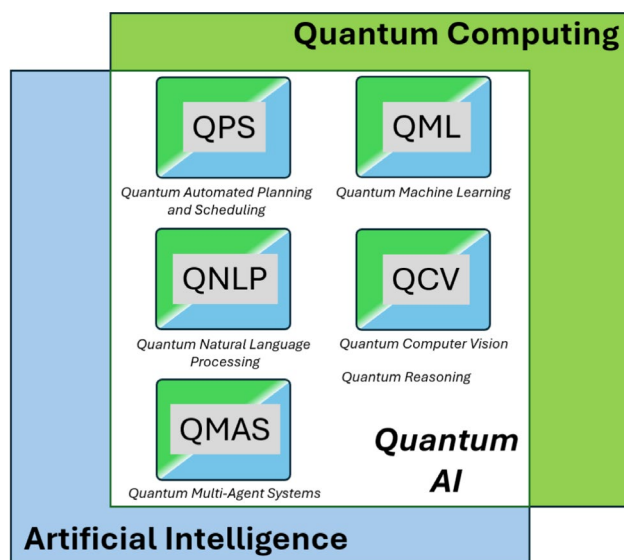 Quantum Computing
QPS
Quantum Automated Planning
and Scheduling
QML
Quantum Machine Learning
QNLP
Quantum Natural Language
Processing
QCV
Quantum Computer Vision
Quantum Reasoning
QMAS
Quantum Multi-Agent Systems
Quantum
AI
Artificial Intelligence